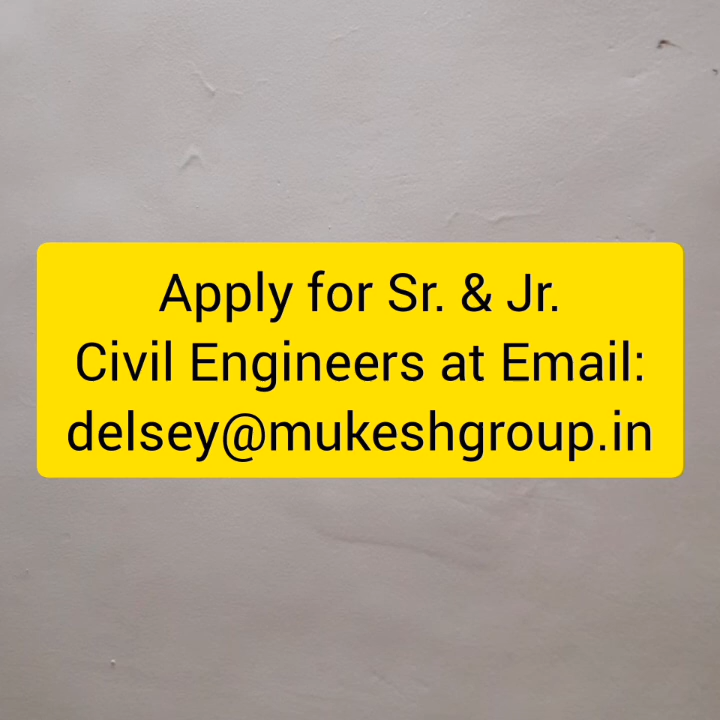 Apply for Sr. & Jr.
Civil Engineers at Email:
delsey@mukeshgroup.in